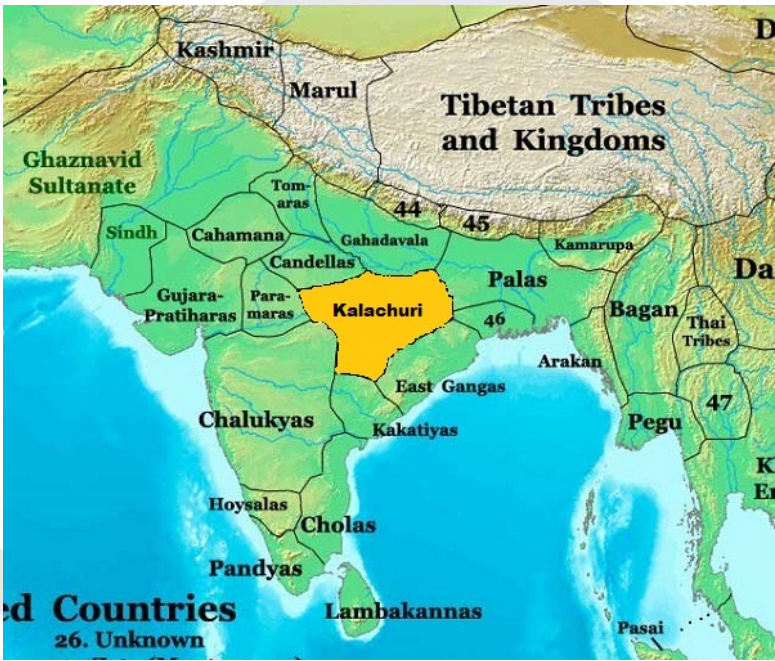 D
Kashmir
Marul
Tibetan Tribes
and Kingdoms
Ghaznavid
Sultanate
Tom-
aras
44
45
Sindh
Cahamana
Gahadavala
Kamarupa
Candellas
Da
Palas
Gujara-
Pratiharas
Para-
maras
Kalachuri
46
Bagan
Thai
Tribes
Arakan
East Gangas
47
Chalukyas
Kakatiyas
Pegu
K
Hoysalas
Cholas
Pandyas
ed Countries
Lambakannas
26. Unknown
Pasai